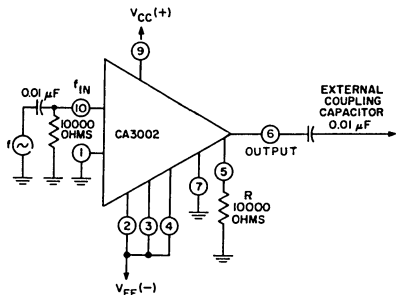 VCC(+)
9
0.01 µF
fIN
10
EXTERNAL
COUPLING
CAPACITOR
0.01 µF
10000
OHMS
CA3002
6
OUTPUT
f
1
7
5
R
10000
OHMS
2
3
4
VEE(-)